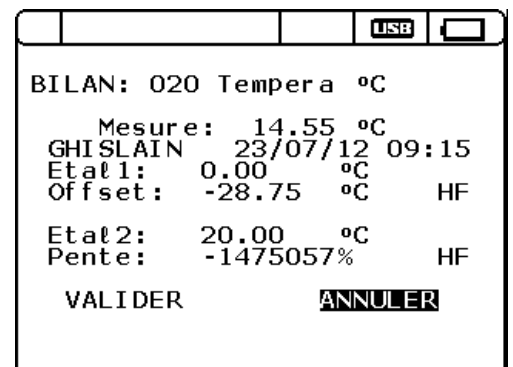 USB
BILAN: 020 Tempera ºC
Mesure: 14.55 ºC
GHISLAIN 23/07/12 09:15
Etal1: 0.00 ºC
Offset: -28.75 ºC HF
Etal2: 20.00 ºC
Pente: -1475057% HF
VALIDER ANNULER